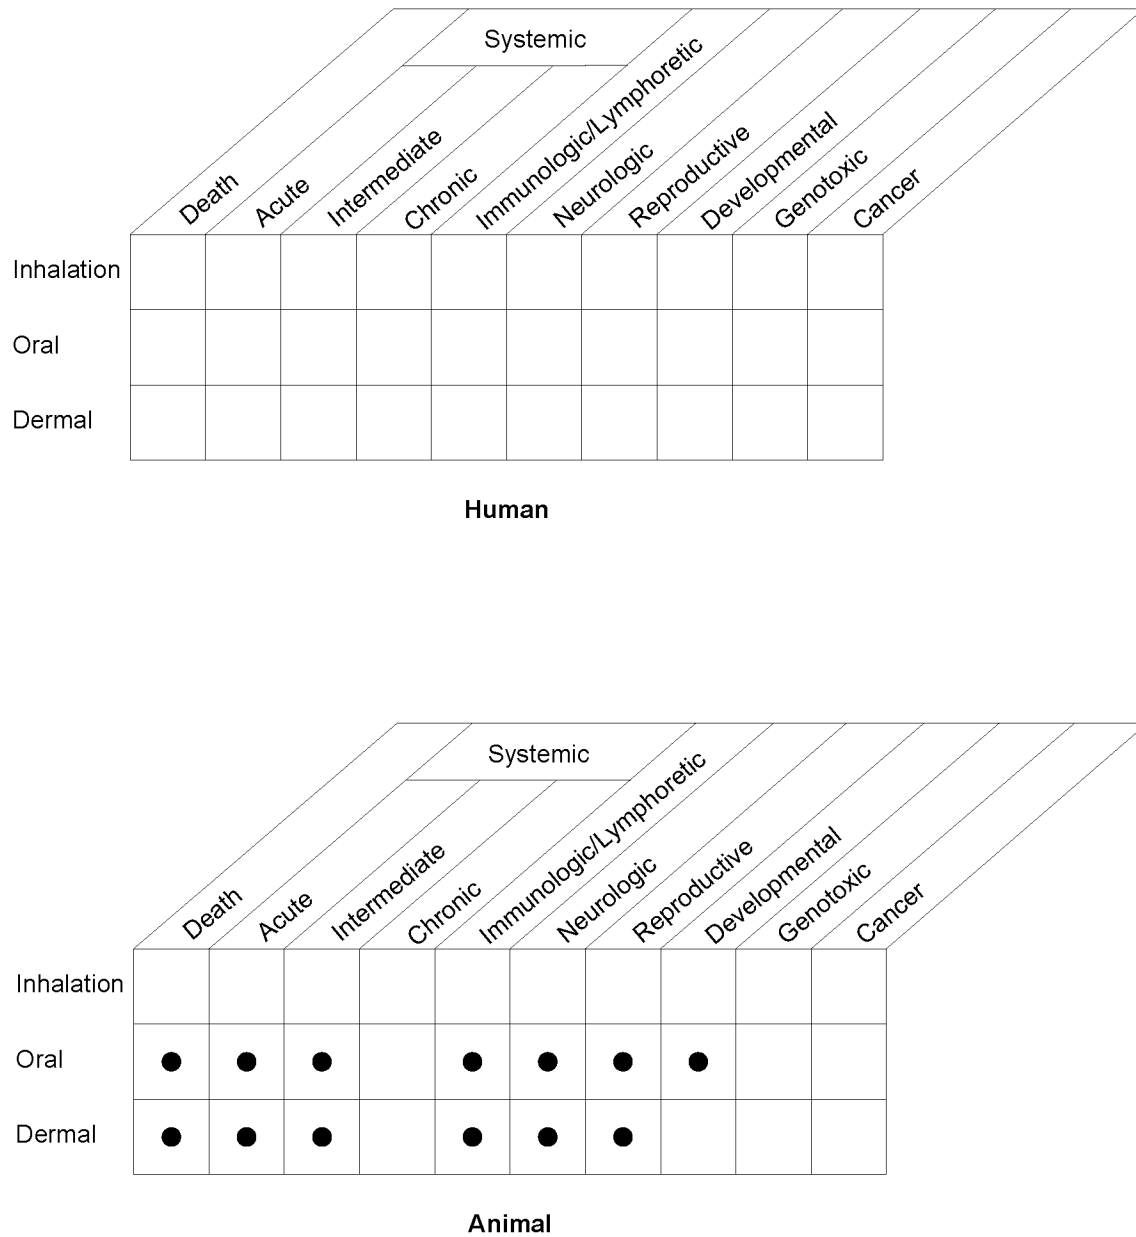 Systemic
Death
Acute
Intermediate
Chronic
Immunologic/Lymphoretic
Neurologic
Reproductive
Developmental
Genotoxic
Cancer
Inhalation
Oral
Dermal
Human
Systemic
Death
Acute
Intermediate
Chronic
Immunologic/Lymphoretic
Neurologic
Reproductive
Developmental
Genotoxic
Cancer
Inhalation
Oral
Dermal
Animal